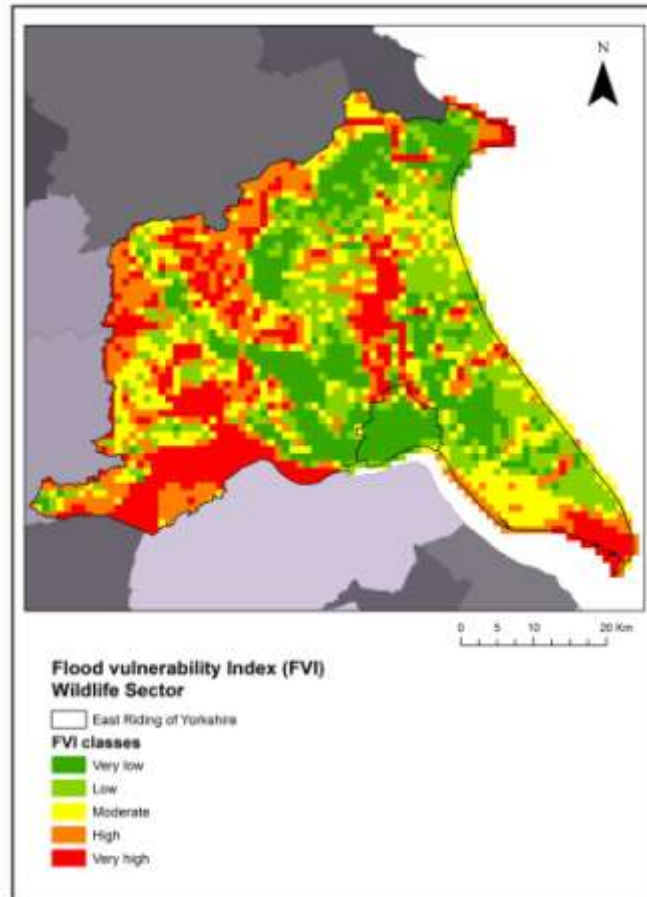 N
0 5 10 20 Km
Flood vulnerability Index (FVI)
Wildlife Sector
East Riding of Yorkshire
FVI classes
Very low
Low
Moderate
High
Very high